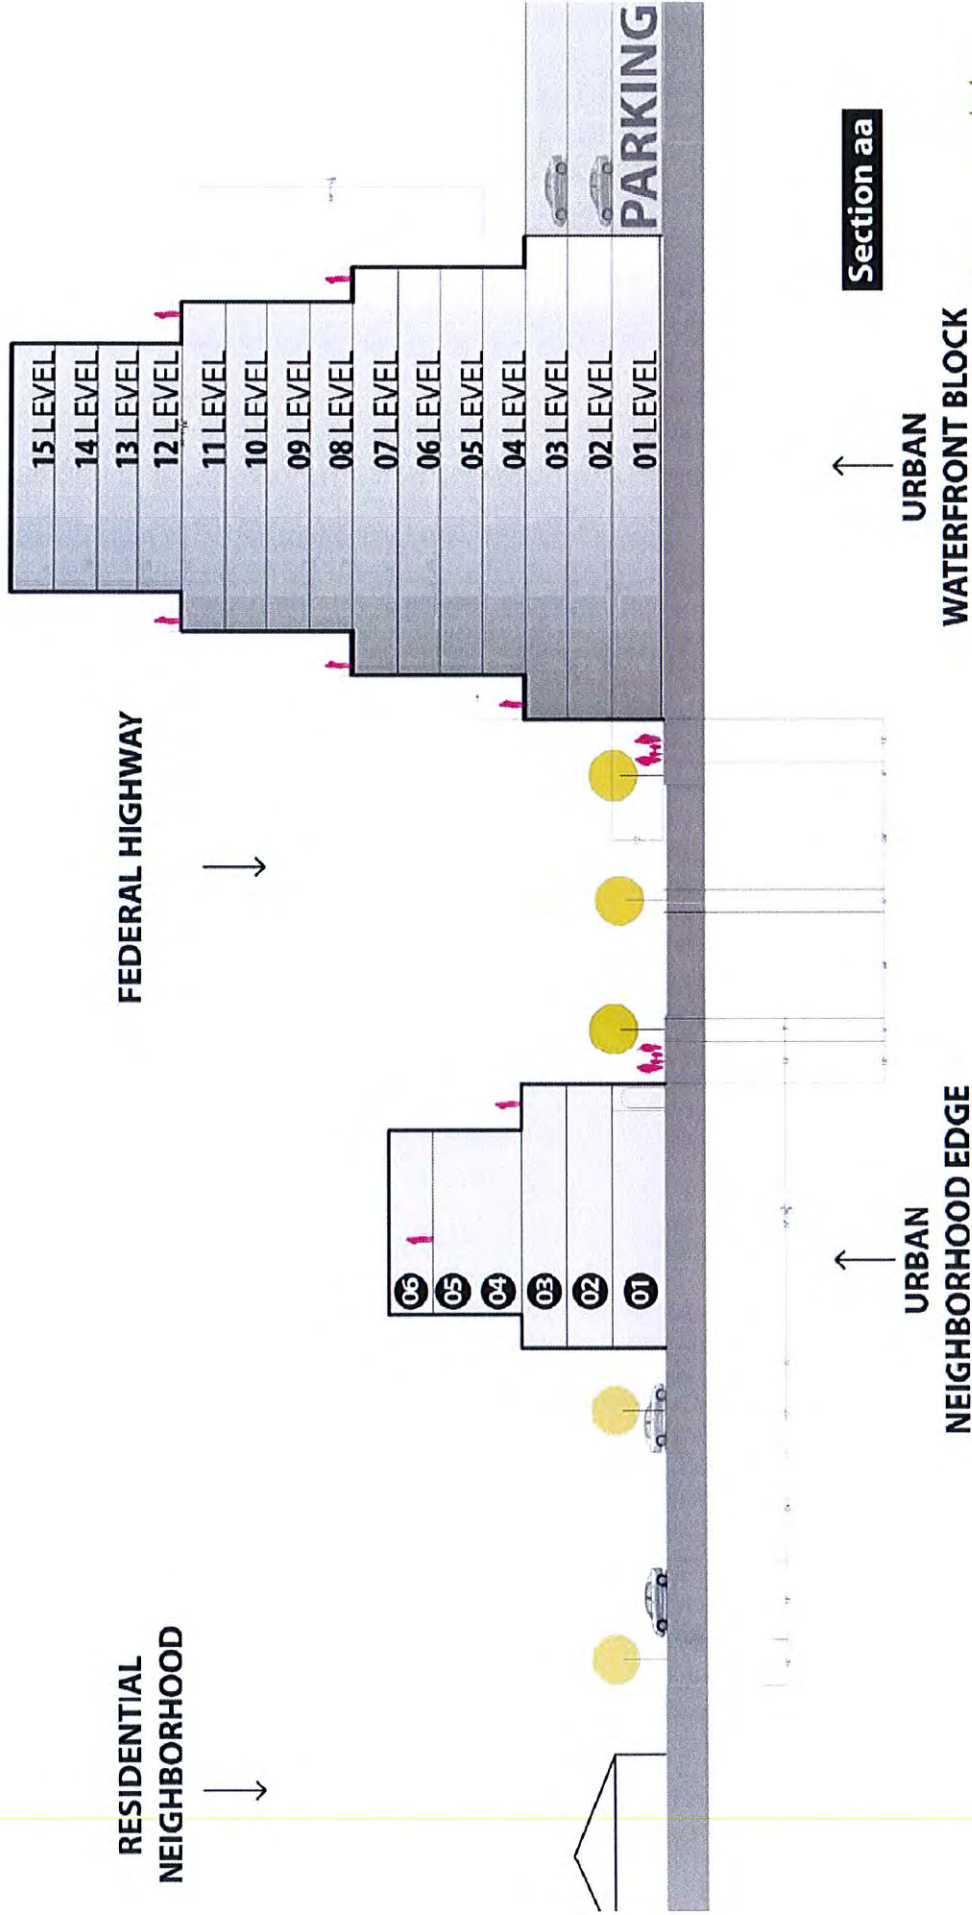 RESIDENTIAL
NEIGHBORHOOD
FEDERAL HIGHWAY
15 LEVEL
14 LEVEL
13 LEVEL
12 LEVEL
11 LEVEL
10 LEVEL
09 LEVEL
08 LEVEL
07 LEVEL
06 LEVEL
05 LEVEL
04 LEVEL
03 LEVEL
02 LEVEL
01 LEVEL
06
05
04
03
02
01
PARKING
URBAN
NEIGHBORHOOD EDGE
URBAN
WATERFRONT BLOCK
Section aa